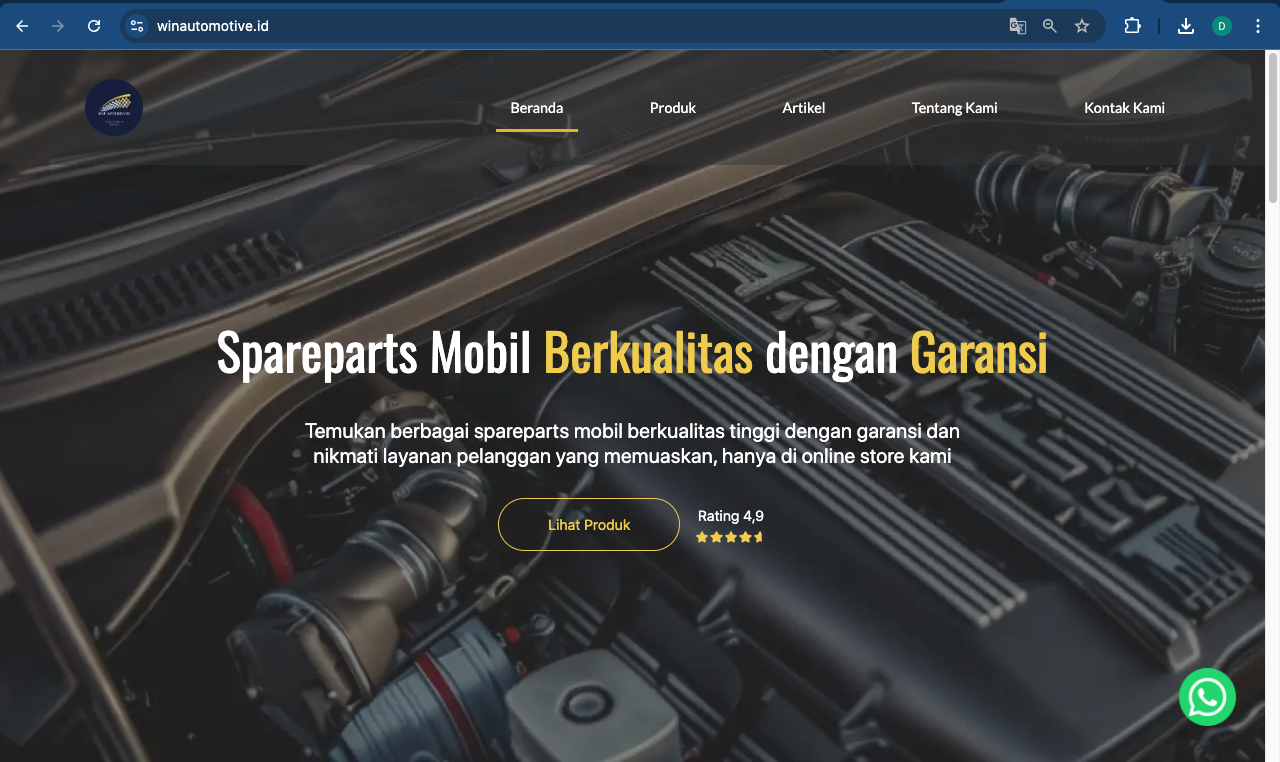 winautomotive.id
D
WIN AUTOMOTIVE
Beranda
Produk
Artikel
Tentang Kami
Kontak Kami
Spareparts Mobil Berkualitas dengan Garansi
Temukan berbagai spareparts mobil berkualitas tinggi dengan garansi dan
nikmati layanan pelanggan yang memuaskan, hanya di online store kami
Lihat Produk
Rating 4,9